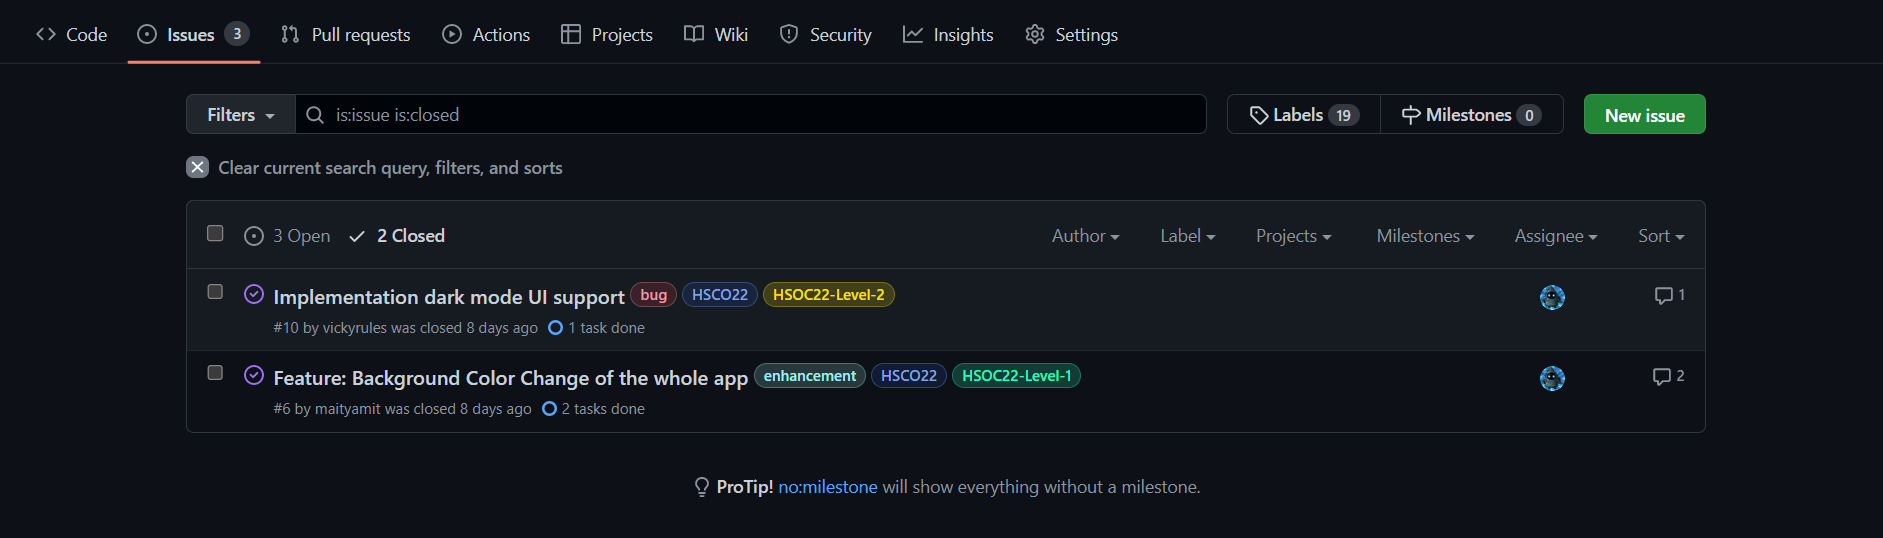 Code Issues 3 Pull requests Actions Projects Wiki Security Insights Settings
Filters is:issue is:closed Labels 19 Milestones 0 New issue
Clear current search query, filters, and sorts
3 Open 2 Closed Author Label Projects Milestones Assignee Sort
Implementation dark mode UI support bug HSCO22 HSOC22-Level-2 1
#10 by vickyrules was closed 8 days ago 1 task done
Feature: Background Color Change of the whole app enhancement HSCO22 HSOC22-Level-1 2
#6 by maityamit was closed 8 days ago 2 tasks done
ProTip! no:milestone will show everything without a milestone.